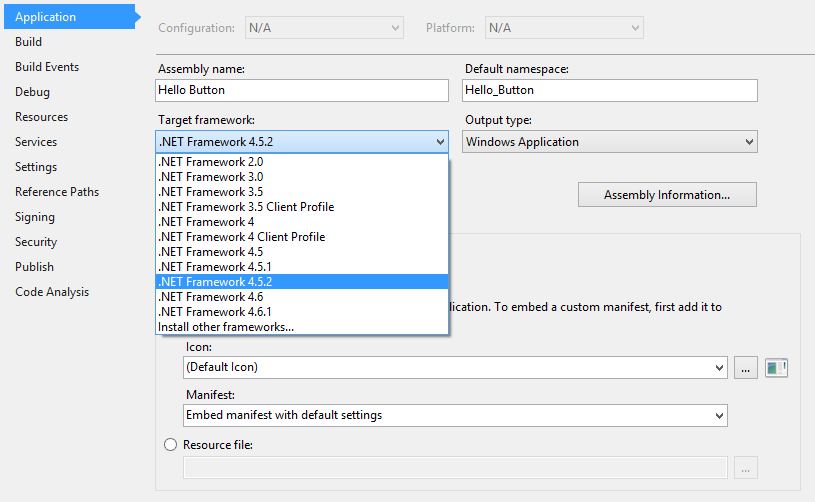 Application
Build
Build Events
Debug
Resources
Services
Settings
Reference Paths
Signing
Security
Publish
Code Analysis
Configuration: N/A Platform: N/A
Assembly name: Default namespace:
Hello Button Hello_Button
Target framework: Output type:
.NET Framework 4.5.2 Windows Application
.NET Framework 2.0
.NET Framework 3.0
.NET Framework 3.5
.NET Framework 3.5 Client Profile
.NET Framework 4
.NET Framework 4 Client Profile
.NET Framework 4.5
.NET Framework 4.5.1
.NET Framework 4.5.2
.NET Framework 4.6
.NET Framework 4.6.1
Install other frameworks...
Assembly Information...
lication. To embed a custom manifest, first add it to
Icon:
(Default Icon) ...
Manifest:
Embed manifest with default settings
Resource file:
...